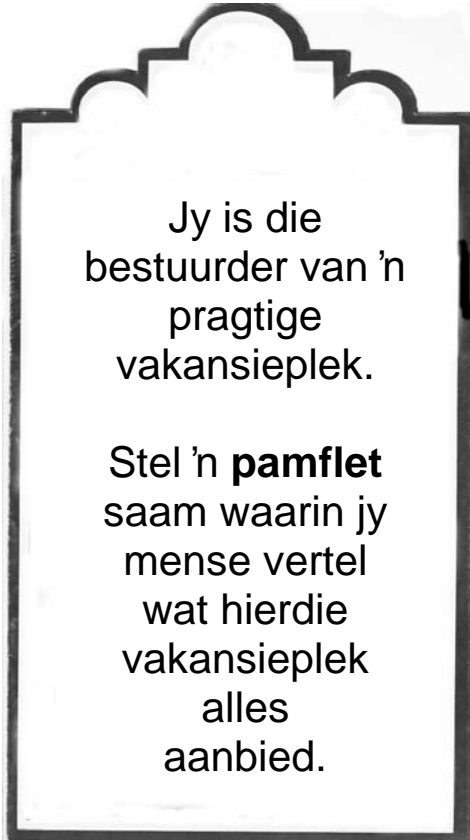 Jy is die
bestuurder van ’n
pragtige
vakansieplek.
Stel ’n pamflet
saam waarin jy
mense vertel
wat hierdie
vakansieplek
alles
aanbied.